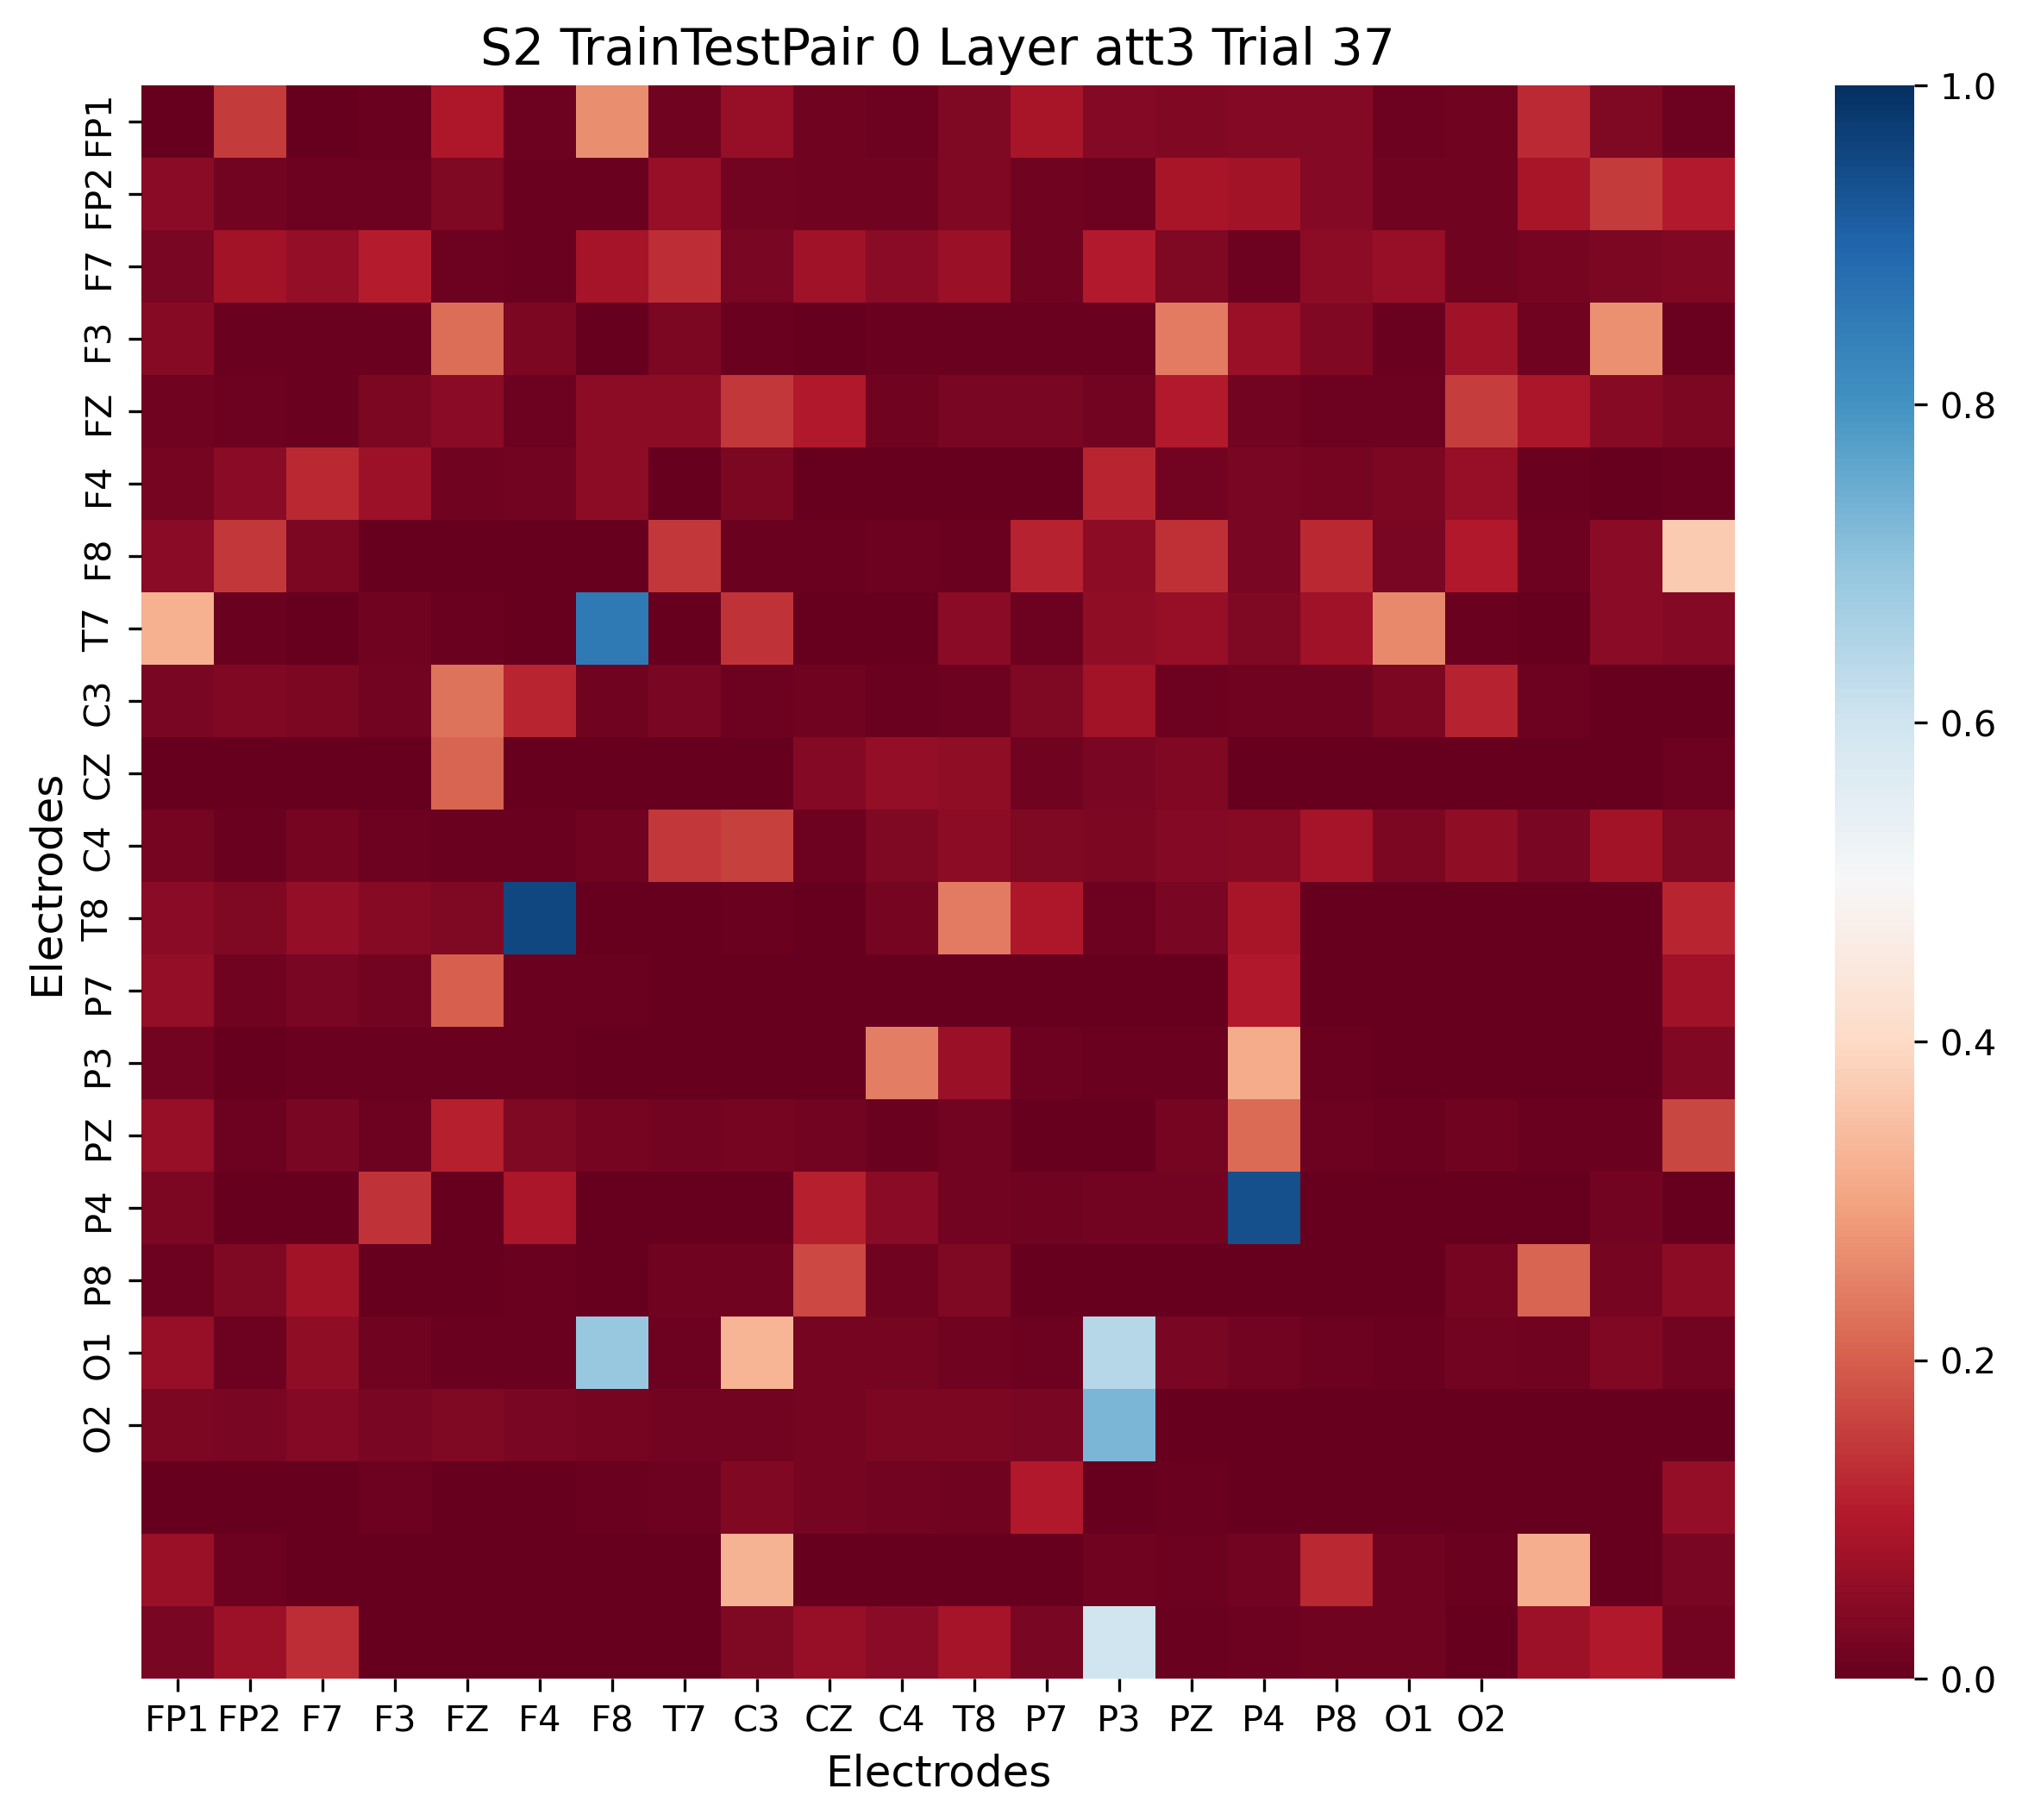 S2 TrainTestPair 0 Layer att3 Trial 37
Electrodes
FP1
FP2
F7
F3
FZ
F4
F8
T7
C3
CZ
C4
T8
P7
P3
PZ
P4
P8
O1
O2
FP1 FP2 F7 F3 FZ F4 F8 T7 C3 CZ C4 T8 P7 P3 PZ P4 P8 O1 O2
Electrodes
1.0
0.8
0.6
0.4
0.2
0.0